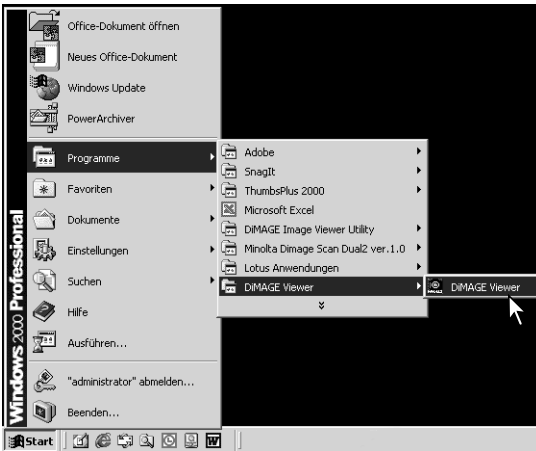 Office-Dokument öffnen
Neues Office-Dokument
Windows Update
PowerArchiver
Programme
Favoriten
Dokumente
Einstellungen
Suchen
Hilfe
Ausführen...
"administrator" abmelden...
Beenden...
Windows 2000 Professional
Adobe
SnagIt
ThumbsPlus 2000
Microsoft Excel
DiMAGE Image Viewer Utility
Minolta Dimage Scan Dual2 ver.1.0
Lotus Anwendungen
DiMAGE Viewer
DiMAGE Viewer
Start